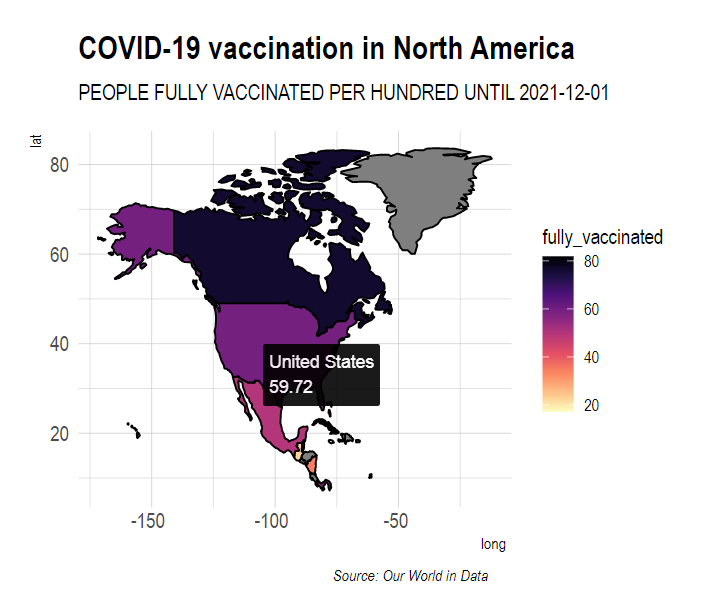 COVID-19 vaccination in North America
PEOPLE FULLY VACCINATED PER HUNDRED UNTIL 2021-12-01
lat
80
60
40
20
United States
59.72
-150
-100
-50
long
fully_vaccinated
80
60
40
20
Source: Our World in Data